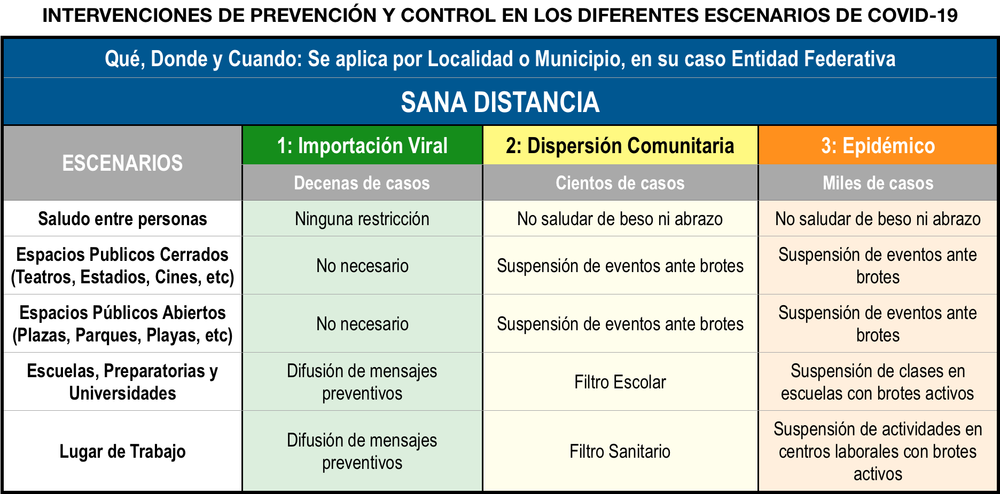 INTERVENCIONES DE PREVENCIÓN Y CONTROL EN LOS DIFERENTES ESCENARIOS DE COVID-19
Qué, Donde y Cuando: Se aplica por Localidad o Municipio, en su caso Entidad Federativa
SANA DISTANCIA
ESCENARIOS
1: Importación Viral
2: Dispersión Comunitaria
3: Epidémico
Decenas de casos
Cientos de casos
Miles de casos
Saludo entre personas
Ninguna restricción
No saludar de beso ni abrazo
No saludar de beso ni abrazo
Espacios Publicos Cerrados
(Teatros, Estadios, Cines, etc)
No necesario
Suspensión de eventos ante brotes
Suspensión de eventos ante
brotes
Espacios Públicos Abiertos
(Plazas, Parques, Playas, etc)
No necesario
Suspensión de eventos ante brotes
Suspensión de eventos ante
brotes
Escuelas, Preparatorias y
Universidades
Difusión de mensajes
preventivos
Filtro Escolar
Suspensión de clases en
escuelas con brotes activos
Lugar de Trabajo
Difusión de mensajes
preventivos
Filtro Sanitario
Suspensión de actividades en
centros laborales con brotes
activos